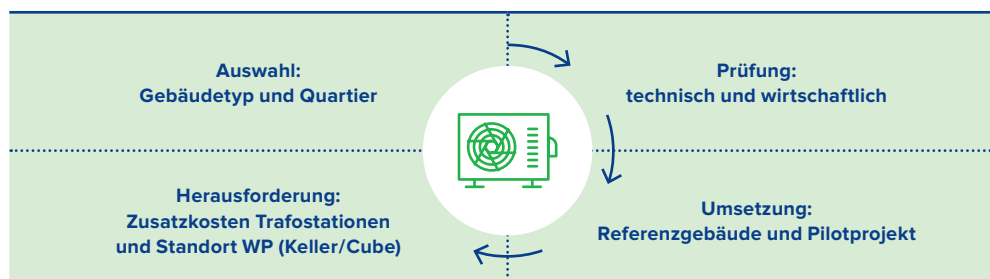 Auswahl:
Gebäudetyp und Quartier
Prüfung:
technisch und wirtschaftlich
Herausforderung:
Zusatzkosten Trafostationen
und Standort WP (Keller/Cube)
Umsetzung:
Referenzgebäude und Pilotprojekt